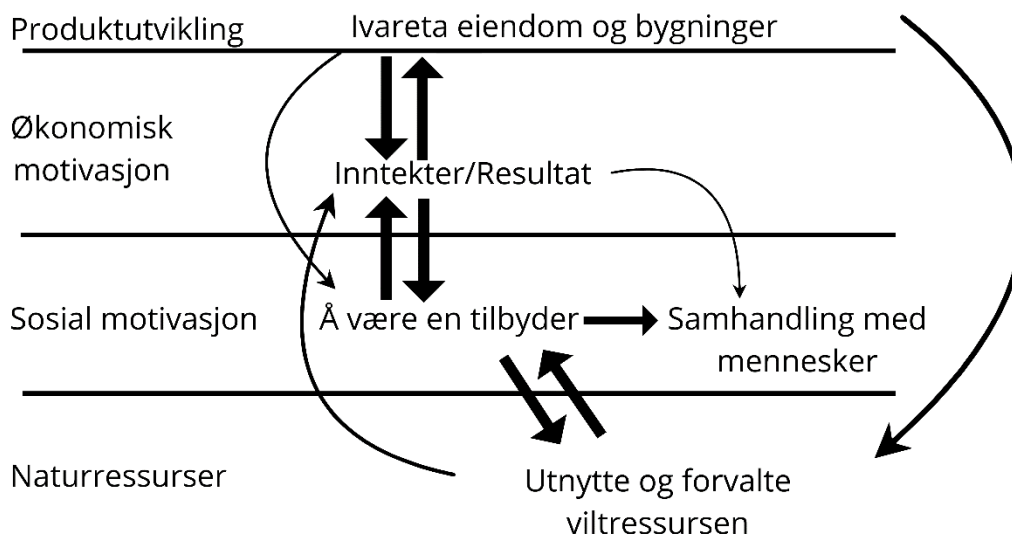 Produktutvikling
Ivareta eiendom og bygninger
Økonomisk
motivasjon
Inntekter/Resultat
Sosial motivasjon
Å være en tilbyder
Samhandling med
mennesker
Naturressurser
Utnytte og forvalte
viltressursen